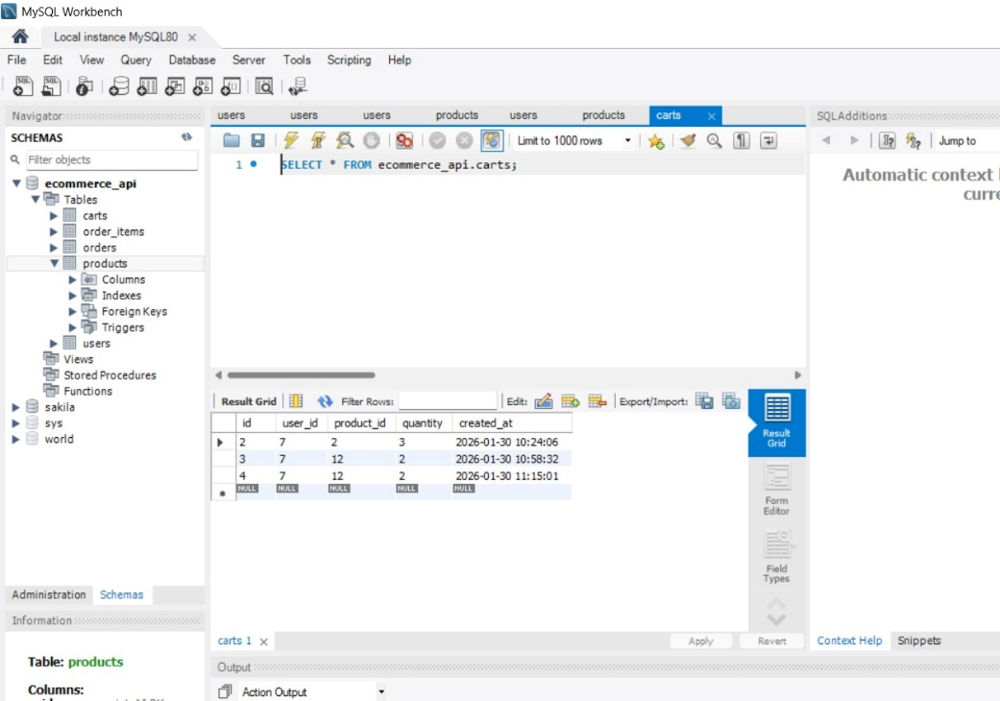 MySQL Workbench
Local instance MySQL80
File Edit View Query Database Server Tools Scripting Help
Navigator
SCHEMAS
Filter objects
ecommerce_api
Tables
carts
order_items
orders
products
Columns
Indexes
Foreign Keys
Triggers
users
Views
Stored Procedures
Functions
sakila
sys
world
Administration Schemas
Information
Table: products
Columns:
users users users products users products carts
Limit to 1000 rows
1 SELECT * FROM ecommerce_api.carts;
Result Grid Filter Rows: Edit: Export/Import:
id user_id product_id quantity created_at
2 7 2 3 2026-01-30 10:24:06
3 7 12 2 2026-01-30 10:58:32
4 7 12 2 2026-01-30 11:15:01
NULL NULL NULL NULL NULL
Result
Grid
Form
Editor
Field
Types
carts 1 Apply Revert
Output
Action Output
SQLAdditions
Jump to
Automatic context
Context Help Snippets